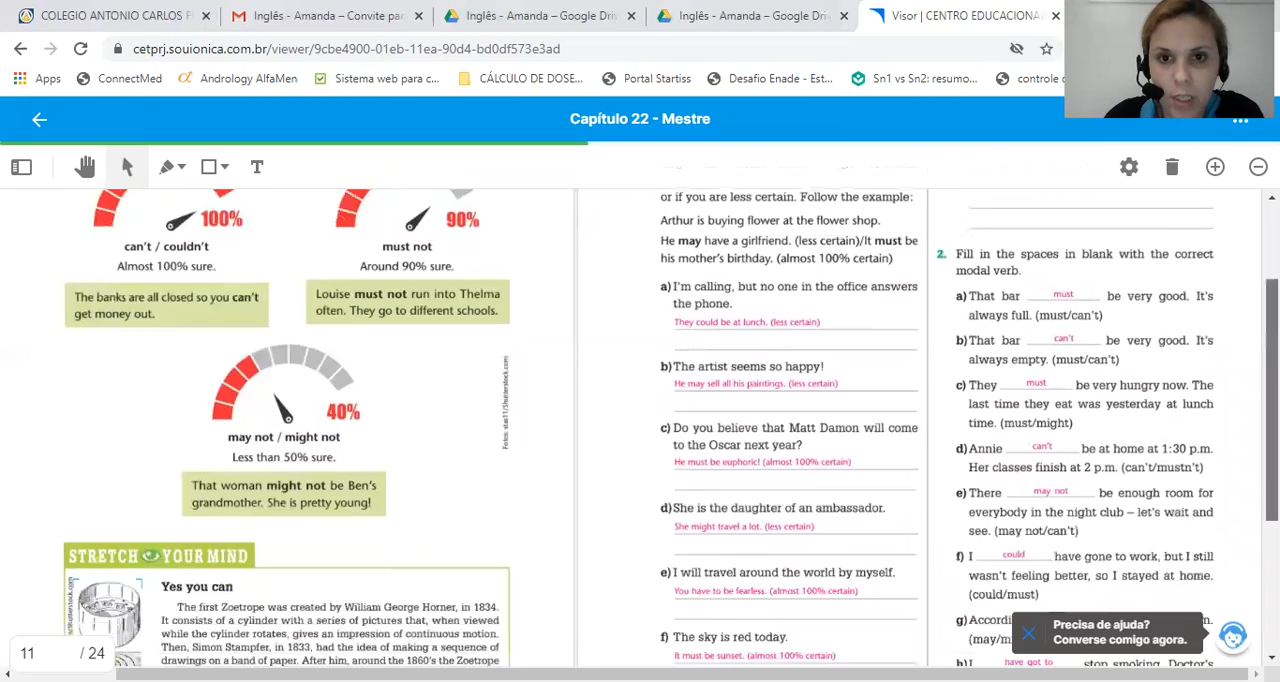 COLEGIO ANTONIO CARLOS
Inglês - Amanda – Convite par
Inglês - Amanda – Google Driv
Inglês - Amanda – Google Driv
Visor | CENTRO EDUCACIONA
cetprj.souionica.com.br/viewer/9cbe4900-01eb-11ea-90d4-bd0df573e3ad
Apps
ConnectMed
Andrology AlfaMen
Sistema web para c...
CÁLCULO DE DOSE...
Portal Startiss
Desafio Enade - Est...
Sn1 vs Sn2: resumo...
controle d
Capítulo 22 - Mestre
T
100%
can't / couldn't
Almost 100% sure.
The banks are all closed so you can't
get money out.
90%
must not
Around 90% sure.
Louise must not run into Thelma
often. They go to different schools.
40%
may not / might not
Less than 50% sure.
That woman might not be Ben's
grandmother. She is pretty young!
Fotos: stas11/Shutterstock.com
STRETCH YOUR MIND
Yes you can
The first Zoetrope was created by William George Horner, in 1834.
It consists of a cylinder with a series of pictures that, when viewed
while the cylinder rotates, gives an impression of continuous motion.
Then, Simon Stampfer, in 1833, had the idea of making a sequence of
drawings on a band of paper. After him, around the 1860's the Zoetrope
11 / 24
or if you are less certain. Follow the example:
Arthur is buying flower at the flower shop.
He may have a girlfriend. (less certain)/It must be
his mother's birthday. (almost 100% certain)
a) I'm calling, but no one in the office answers
the phone.
They could be at lunch. (less certain)
b) The artist seems so happy!
He may sell all his paintings. (less certain)
c) Do you believe that Matt Damon will come
to the Oscar next year?
He must be euphoric! (almost 100% certain)
d) She is the daughter of an ambassador.
She might travel a lot. (less certain)
e) I will travel around the world by myself.
You have to be fearless. (almost 100% certain)
f) The sky is red today.
It must be sunset. (almost 100% certain)
2. Fill in the spaces in blank with the correct
modal verb.
a) That bar must be very good. It's
always full. (must/can't)
b) That bar can't be very good. It's
always empty. (must/can't)
c) They must be very hungry now. The
last time they eat was yesterday at lunch
time. (must/might)
d) Annie can't be at home at 1:30 p.m.
Her classes finish at 2 p.m. (can't/mustn't)
e) There may not be enough room for
everybody in the night club – let's wait and
see. (may not/can't)
f) I could have gone to work, but I still
wasn't feeling better, so I stayed at home.
(could/must)
g) Accordi
(may/m
h) I have got to stop smoking. Doctor's
Precisa de ajuda?
Converse comigo agora.